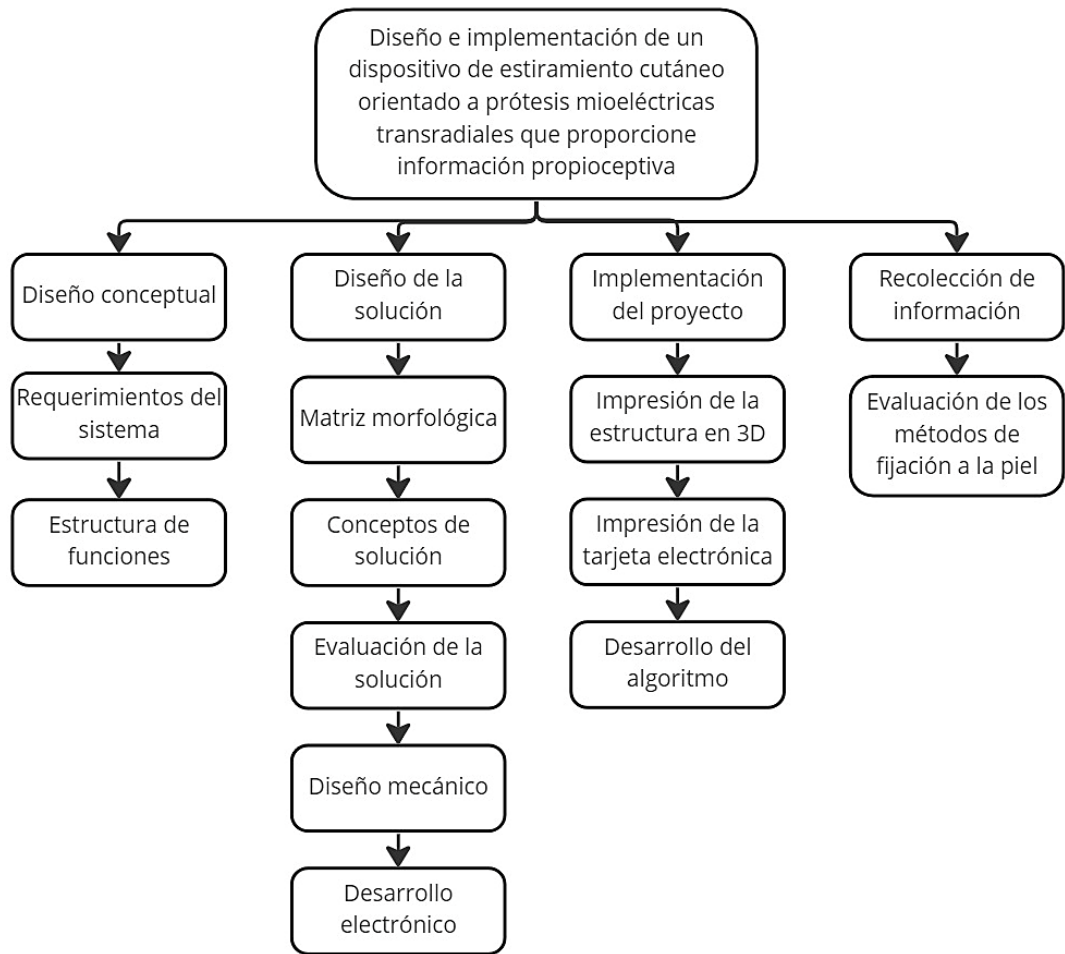 Diseño e implementación de un
dispositivo de estiramiento cutáneo
orientado a prótesis mioeléctricas
transradiales que proporcione
información propioceptiva
Diseño conceptual
Requerimientos del
sistema
Estructura de
funciones
Diseño de la
solución
Matriz morfológica
Conceptos de
solución
Evaluación de la
solución
Diseño mecánico
Desarrollo
electrónico
Implementación
del proyecto
Impresión de la
estructura en 3D
Impresión de la
tarjeta electrónica
Desarrollo del
algoritmo
Recolección de
información
Evaluación de los
métodos de
fijación a la piel